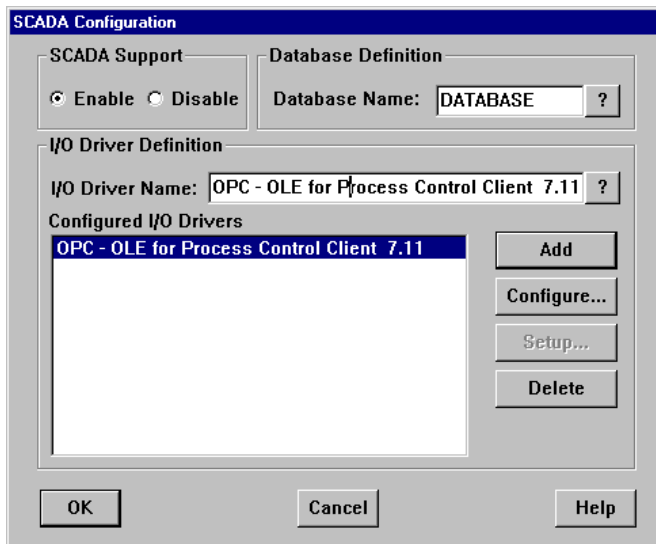 SCADA Configuration
SCADA Support
Enable Disable
Database Definition
Database Name: DATABASE ?
I/O Driver Definition
I/O Driver Name: OPC - OLE for Process Control Client 7.11 ?
Configured I/O Drivers
OPC - OLE for Process Control Client 7.11
Add
Configure...
Setup...
Delete
OK Cancel Help